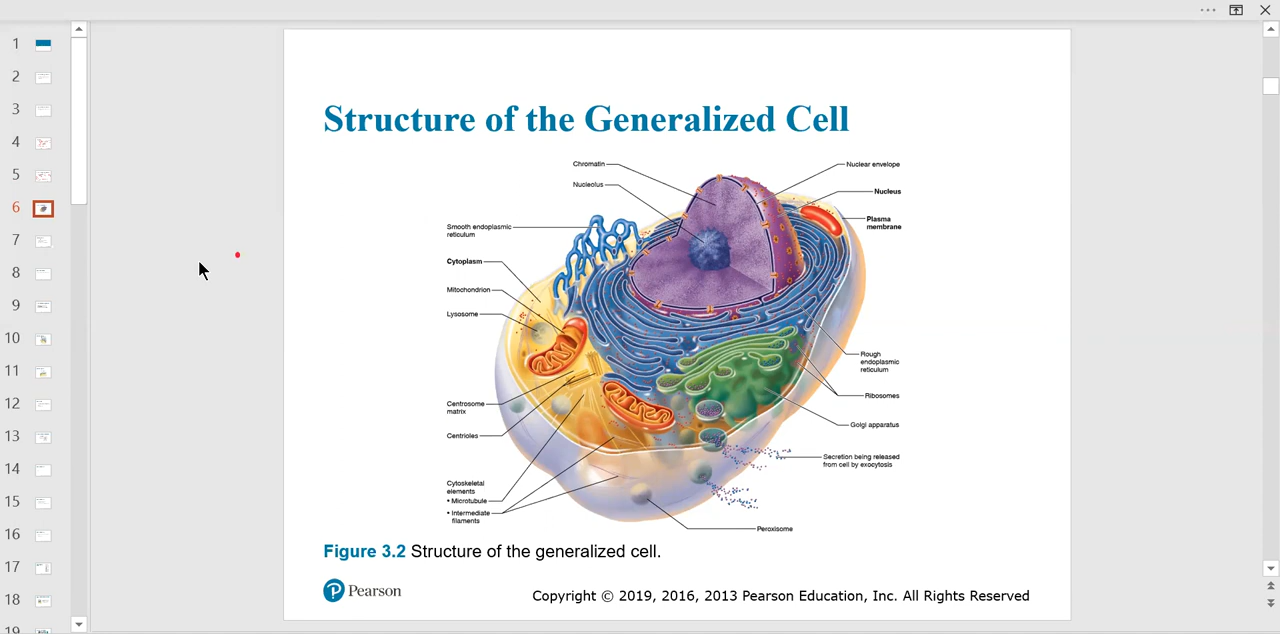 1
2
3
4
5
6
7
8
9
10
11
12
13
14
15
16
17
18
19
Structure of the Generalized Cell
Chromatin
Nucleolus
Smooth endoplasmic
reticulum
Cytoplasm
Mitochondrion
Lysosome
Centrosome
matrix
Centrioles
Cytoskeletal
elements
• Microtubule
• Intermediate
filaments
Nuclear envelope
Nucleus
Plasma
membrane
Rough
endoplasmic
reticulum
Ribosomes
Golgi apparatus
Secretion being released
from cell by exocytosis
Peroxisome
Figure 3.2 Structure of the generalized cell.
P Pearson
Copyright © 2019, 2016, 2013 Pearson Education, Inc. All Rights Reserved